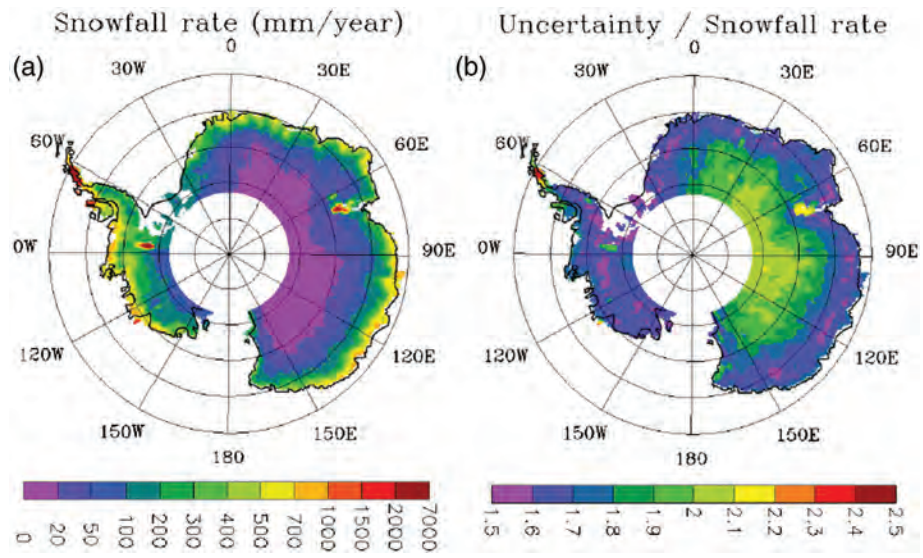 Snowfall rate (mm/year)
(a)
0
30W
30E
60W
60E
0W
90E
120W
120E
150W
150E
180
0 20 50 100 200 300 400 500 700 1000 1500 2000 7000
Uncertainty / Snowfall rate
(b)
0
30W
30E
60W
60E
0W
90E
120W
120E
150W
150E
180
1.5 1.6 1.7 1.8 1.9 2 2.1 2.2 2.3 2.4 2.5